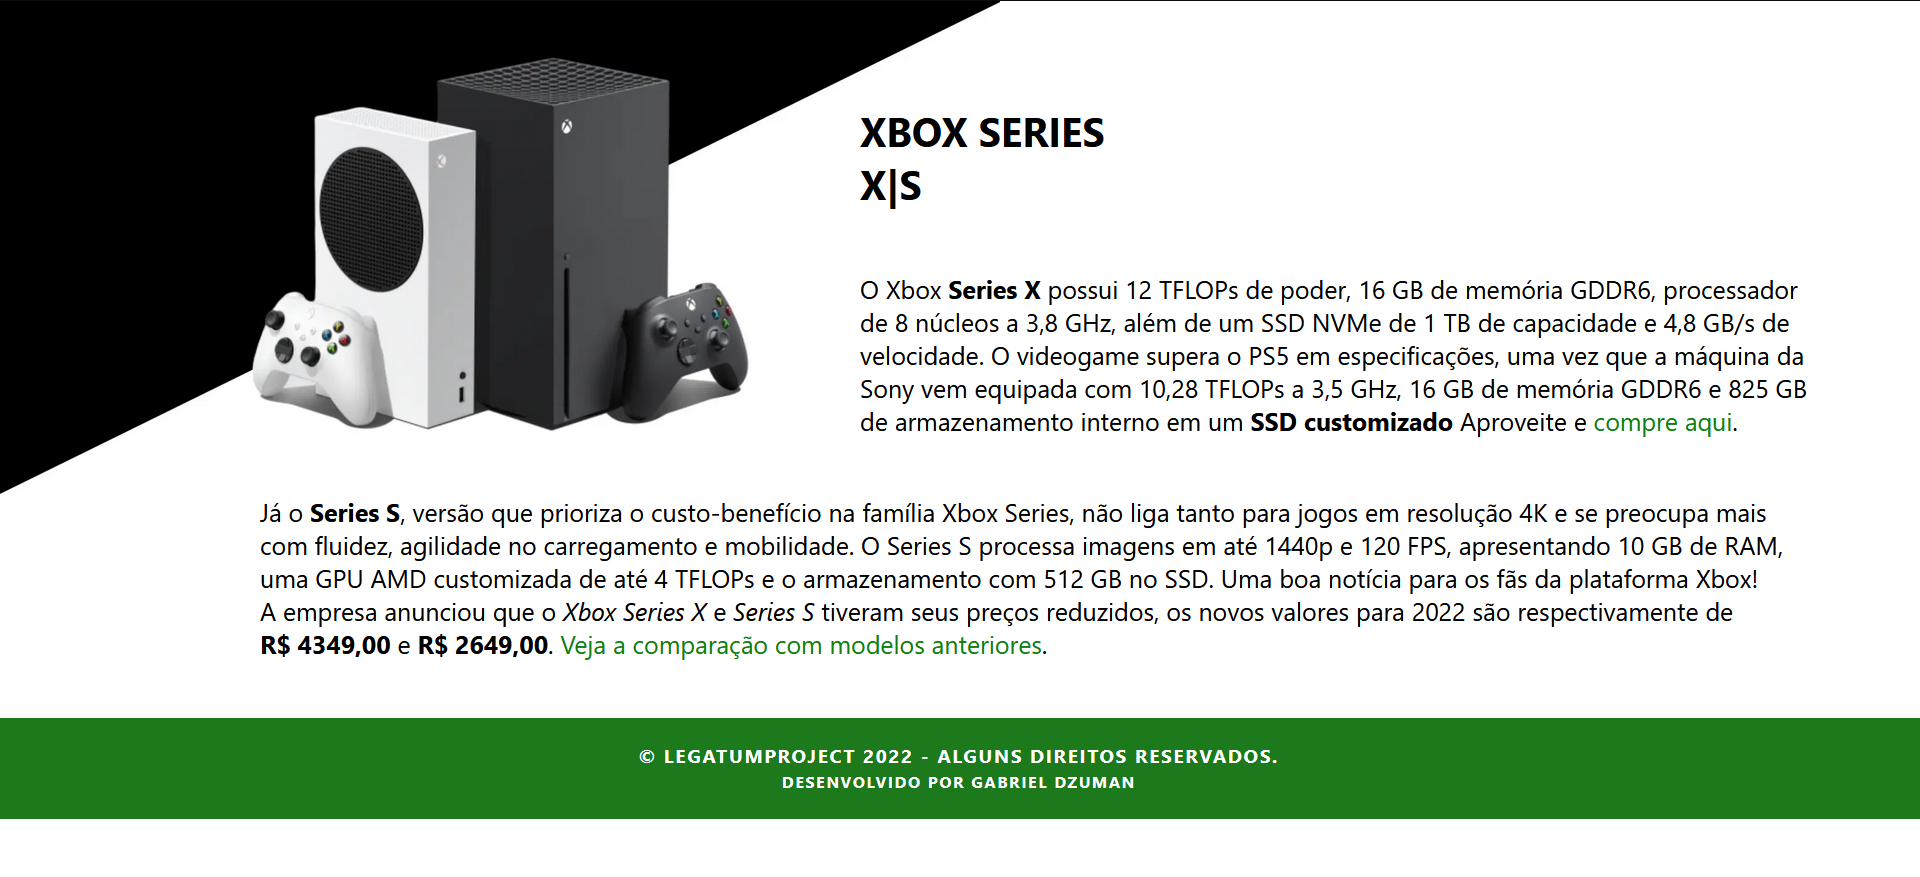 XBOX SERIES
X|S
O Xbox Series X possui 12 TFLOPs de poder, 16 GB de memória GDDR6, processador
de 8 núcleos a 3,8 GHz, além de um SSD NVMe de 1 TB de capacidade e 4,8 GB/s de
velocidade. O videogame supera o PS5 em especificações, uma vez que a máquina da
Sony vem equipada com 10,28 TFLOPs a 3,5 GHz, 16 GB de memória GDDR6 e 825 GB
de armazenamento interno em um SSD customizado Aproveite e compre aqui.
Já o Series S, versão que prioriza o custo-benefício na família Xbox Series, não liga tanto para jogos em resolução 4K e se preocupa mais
com fluidez, agilidade no carregamento e mobilidade. O Series S processa imagens em até 1440p e 120 FPS, apresentando 10 GB de RAM,
uma GPU AMD customizada de até 4 TFLOPs e o armazenamento com 512 GB no SSD. Uma boa notícia para os fãs da plataforma Xbox!
A empresa anunciou que o Xbox Series X e Series S tiveram seus preços reduzidos, os novos valores para 2022 são respectivamente de
R$ 4349,00 e R$ 2649,00. Veja a comparação com modelos anteriores.
© LEGATUMPROJECT 2022 - ALGUNS DIREITOS RESERVADOS.
DESENVOLVIDO POR GABRIEL DZUMAN